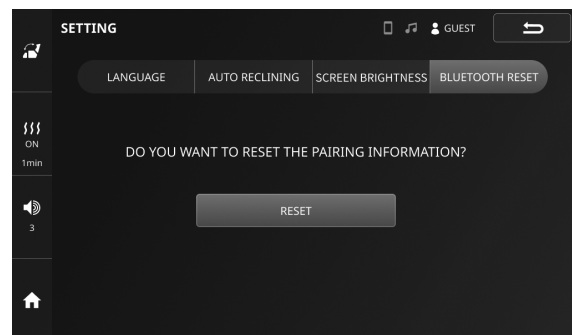 SETTING
GUEST
LANGUAGE
AUTO RECLINING
SCREEN BRIGHTNESS
BLUETOOTH RESET
ON
1min
DO YOU WANT TO RESET THE PAIRING INFORMATION?
3
RESET